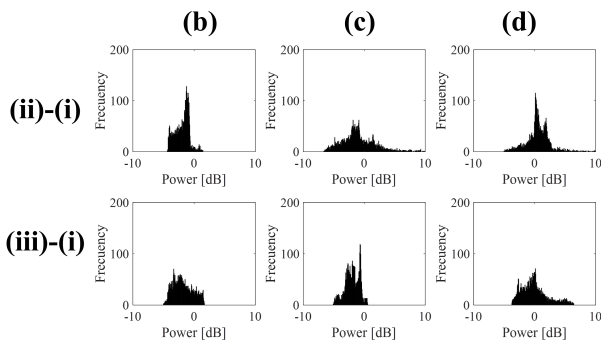 (b) (c) (d)
(ii)-(i)
200 200 200
Frecuency Frecuency Frecuency
100 100 100
0 0 0
-10 0 10 -10 0 10 -10 0 10
Power [dB] Power [dB] Power [dB]
(iii)-(i)
200 200 200
Frecuency Frecuency Frecuency
100 100 100
0 0 0
-10 0 10 -10 0 10 -10 0 10
Power [dB] Power [dB] Power [dB]